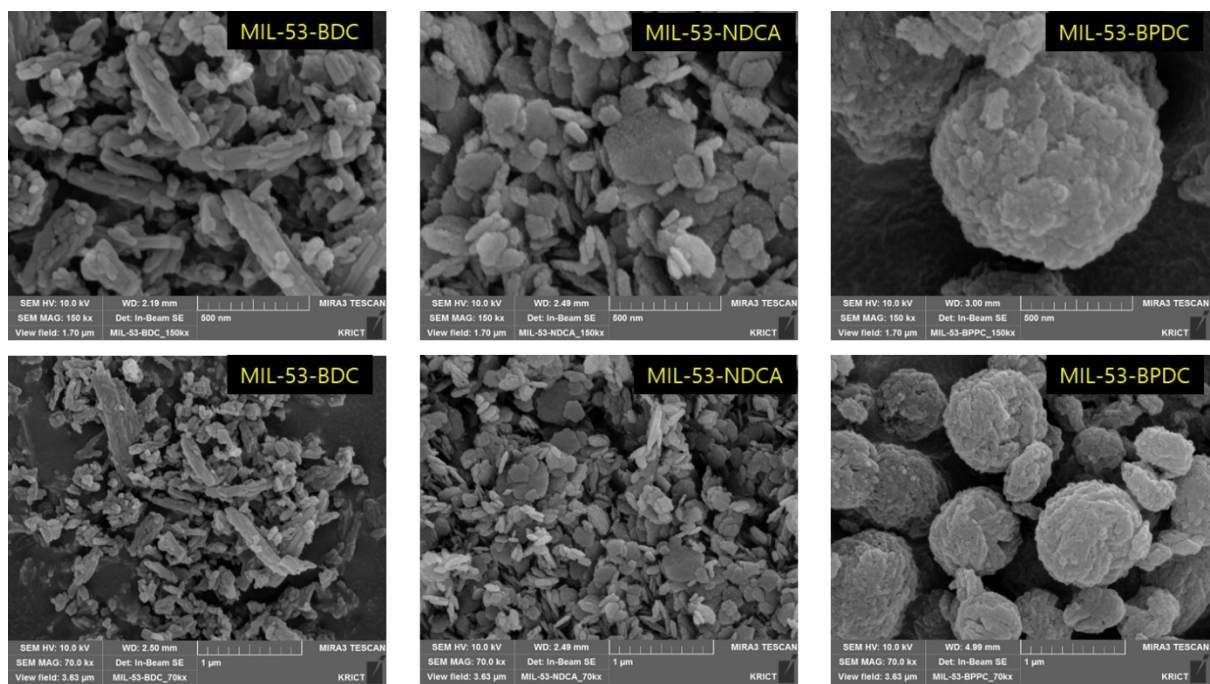 MIL-53-BDC
SEM HV: 10.0 kV WD: 2.19 mm MIRA3 TESCAN
SEM MAG: 150 kx Det: In-Beam SE 500 nm
View field: 1.70 µm MIL-53-BDC_150kx KRICT
MIL-53-NDCA
SEM HV: 10.0 kV WD: 2.49 mm MIRA3 TESCAN
SEM MAG: 150 kx Det: In-Beam SE 500 nm
View field: 1.70 µm MIL-53-NDCA_150kx KRICT
MIL-53-BPDC
SEM HV: 10.0 kV WD: 3.00 mm MIRA3 TESCAN
SEM MAG: 150 kx Det: In-Beam SE 500 nm
View field: 1.70 µm MIL-53-BPPC_150kx KRICT
MIL-53-BDC
SEM HV: 10.0 kV WD: 2.50 mm MIRA3 TESCAN
SEM MAG: 70.0 kx Det: In-Beam SE 1 µm
View field: 3.63 µm MIL-53-BDC_70kx KRICT
MIL-53-NDCA
SEM HV: 10.0 kV WD: 2.49 mm MIRA3 TESCAN
SEM MAG: 70.0 kx Det: In-Beam SE 1 µm
View field: 3.63 µm MIL-53-NDCA_70kx KRICT
MIL-53-BPDC
SEM HV: 10.0 kV WD: 4.99 mm MIRA3 TESCAN
SEM MAG: 70.0 kx Det: In-Beam SE 1 µm
View field: 3.63 µm MIL-53-BPPC_70kx KRICT